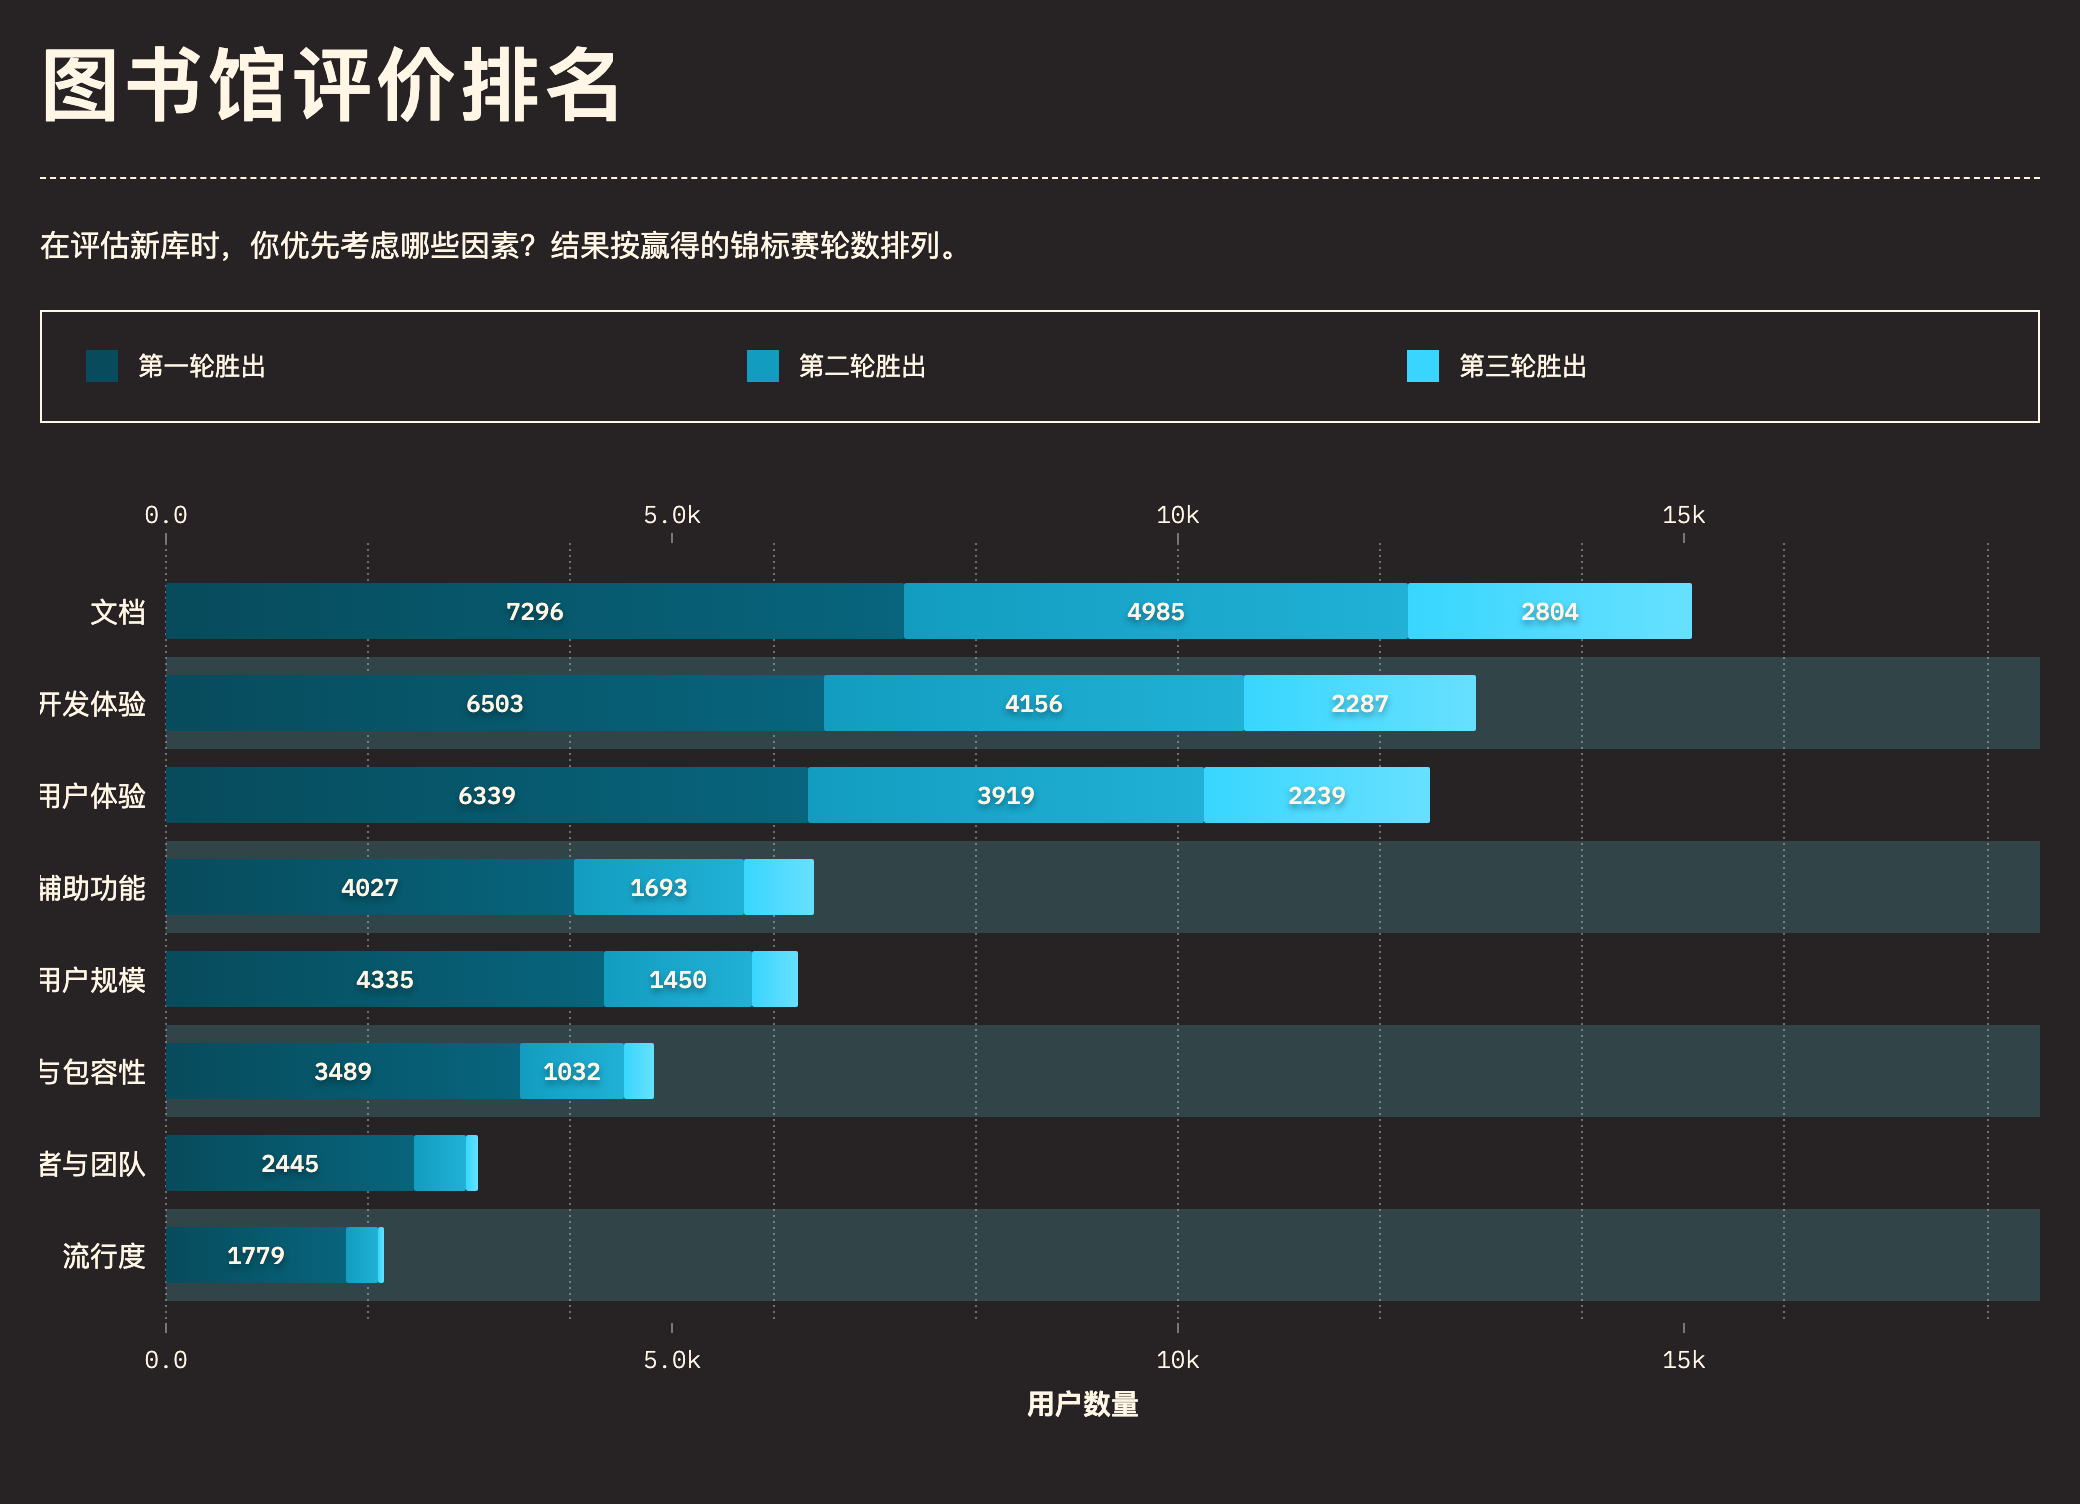 图书馆评价排名
在评估新库时，你优先考虑哪些因素？结果按赢得的锦标赛轮数排列。
第一轮胜出 第二轮胜出 第三轮胜出
0.0 5.0k 10k 15k
文档 7296 4985 2804
开发体验 6503 4156 2287
用户体验 6339 3919 2239
辅助功能 4027 1693
用户规模 4335 1450
与包容性 3489 1032
者与团队 2445
流行度 1779
0.0 5.0k 10k 15k
用户数量